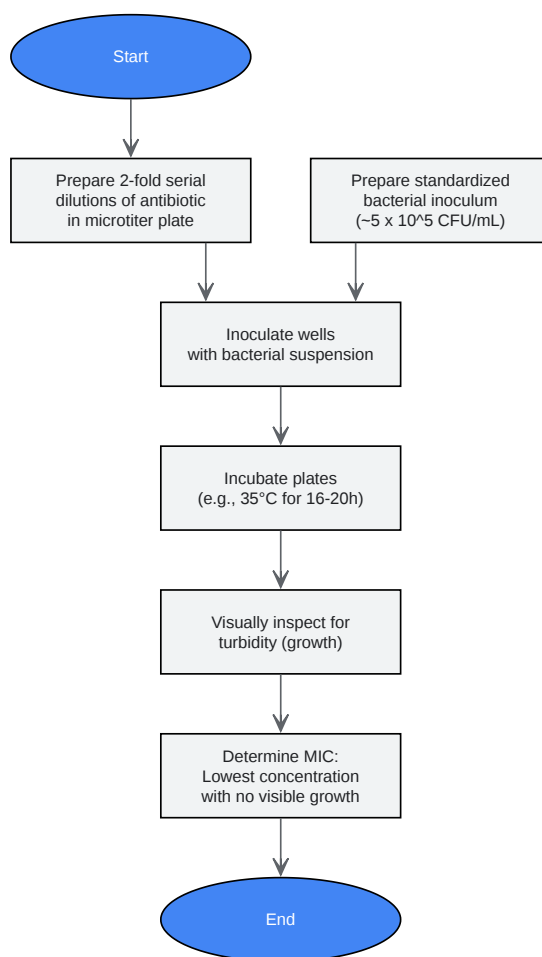 Start
Prepare 2-fold serial
dilutions of antibiotic
in microtiter plate
Prepare standardized
bacterial inoculum
(~5 x 10^5 CFU/mL)
Inoculate wells
with bacterial suspension
Incubate plates
(e.g., 35°C for 16-20h)
Visually inspect for
turbidity (growth)
Determine MIC:
Lowest concentration
with no visible growth
End